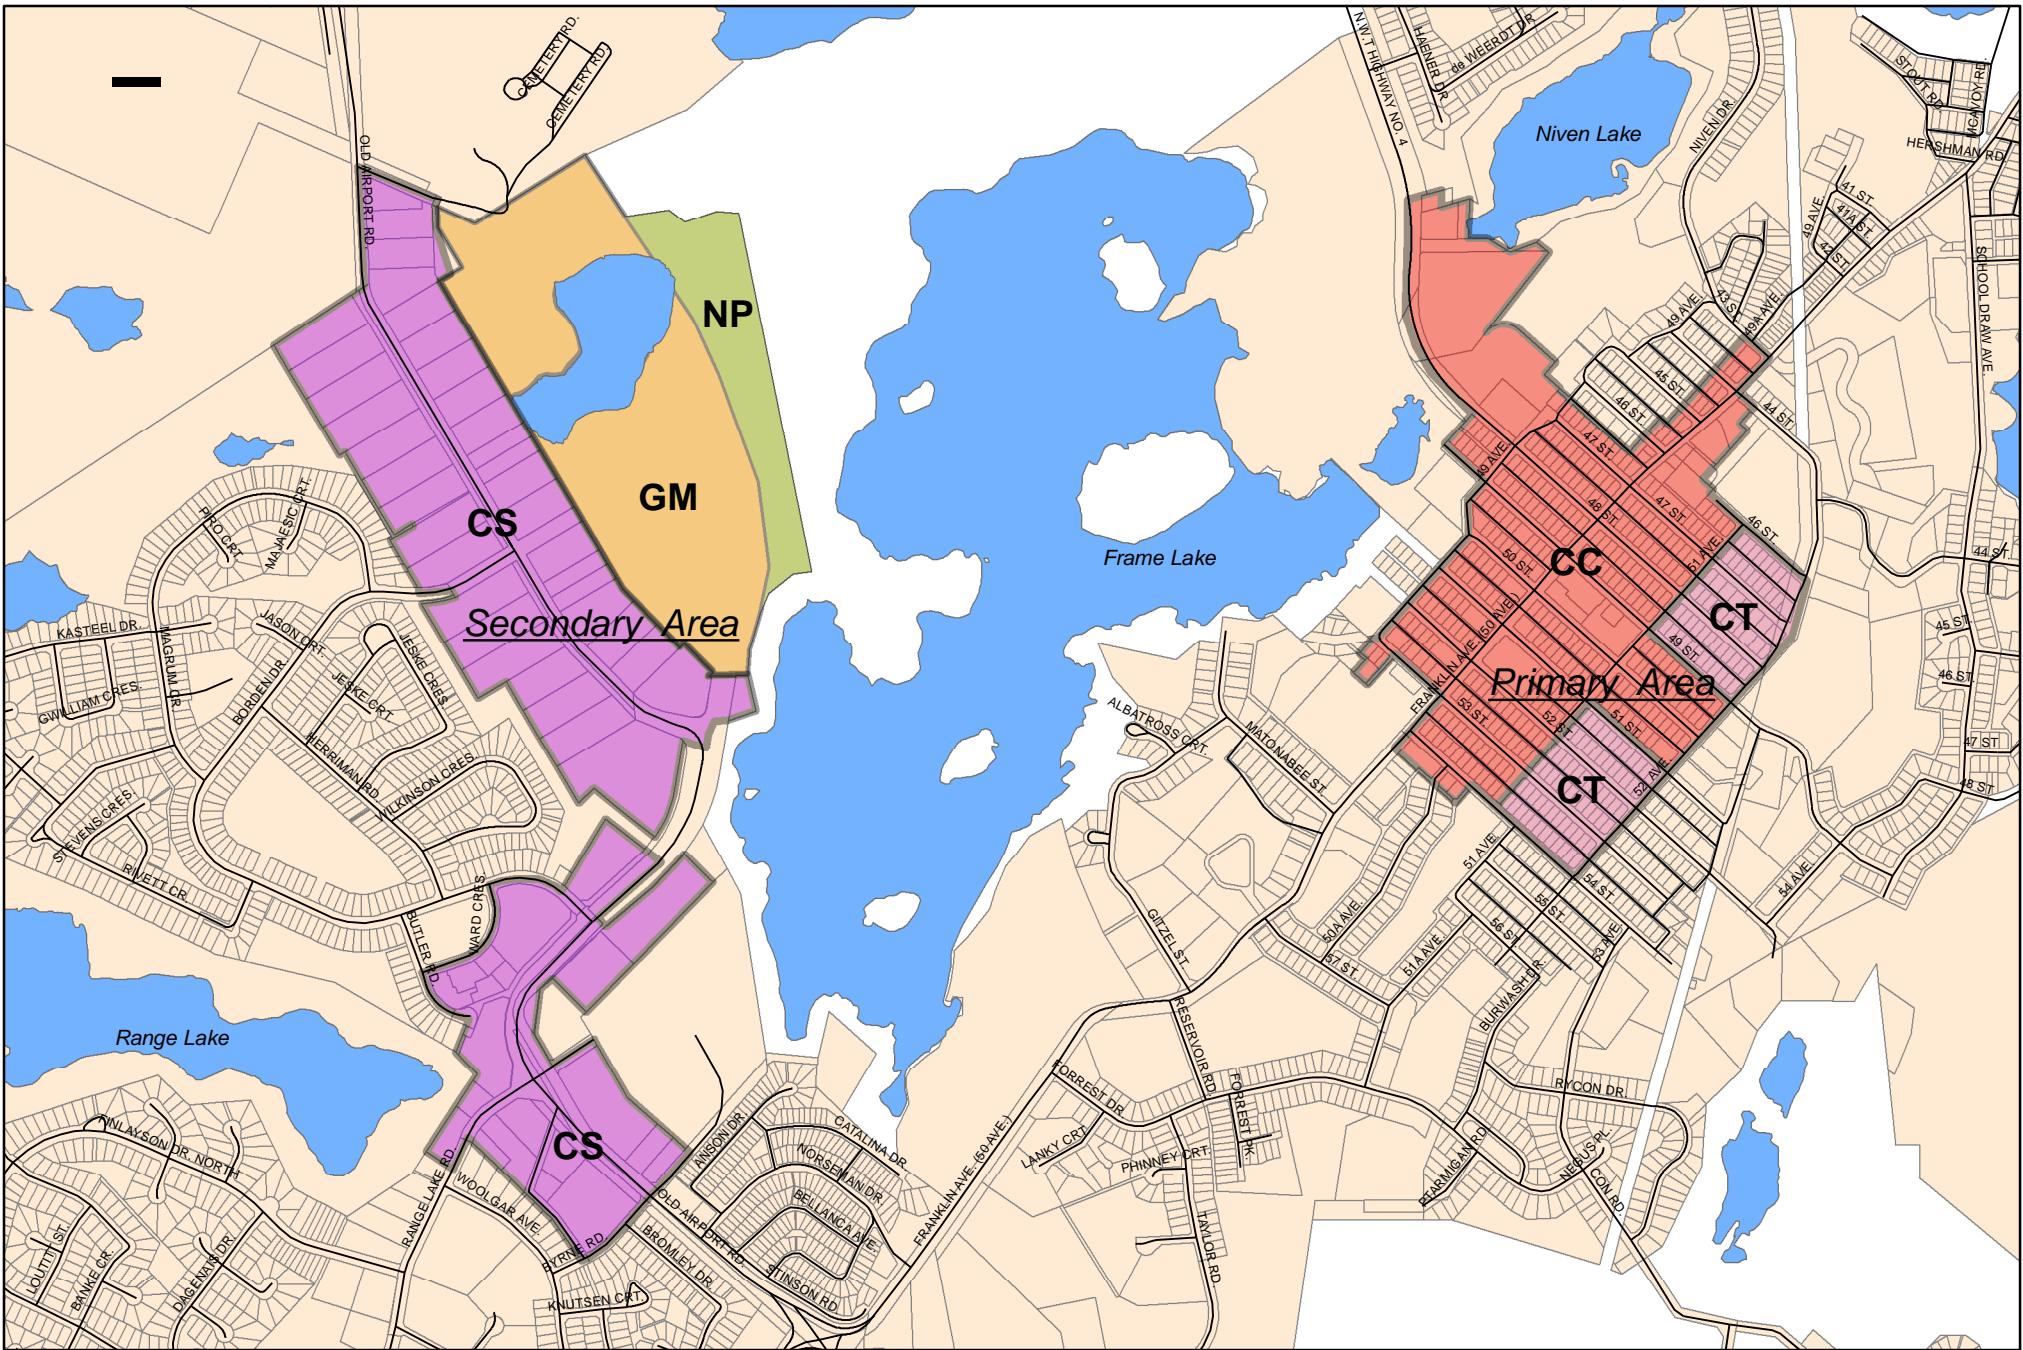 CEMETERY RD.
CEMETERY RD.
OLD AIRPORT RD.
N.W.T HIGHWAY NO. 4
HAENER DR
de WEERDT DR
Niven Lake
NIVEN DR.
STOUT RD
MCAVOY RD.
HERSHMAN RD.
41 ST.
41A ST.
49 AVE.
42 ST.
SCHOOL DRAW AVE.
43 ST.
49 AVE.
49A AVE.
NP
45 ST.
46 ST.
44 ST.
47 ST.
49 AVE.
GM
CS
47 ST.
48 ST.
46 ST.
51 AVE.
PIRO CRT.
MAJAESIC CRT.
Frame Lake
50 ST.
CC
44 ST.
CT
FRANKLIN AVE. (50 AVE.)
49 ST.
45 ST.
KASTEEL DR.
MAGRUM CR
JASON CRT.
JESKE CRES.
Secondary Area
46 ST.
Primary Area
GWILLIAM CRES.
BORDEN DR.
JESKE CRT.
ALBATROSS CRT.
MATONABEE ST.
53 ST.
52 ST.
51 ST.
47 ST.
HERRIMAN RD.
WILKINSON CRES.
CT
52 AVE.
48 ST.
STEVENS CRES.
RIVETT CR.
51 AVE.
54 ST.
54 AVE.
WARD CRES
BUTLER RD.
GITZEL ST.
50A AVE.
55 ST.
56 ST.
53 AVE.
51A AVE.
57 ST.
BURWASH DR.
Range Lake
RESERVOIR RD.
FORREST DR.
FORREST PK.
RYCON DR.
FINLAYSON DR. NORTH
CS
ANSON DR.
CATALINA DR.
NORSEMAN DR.
LANKY CRT.
PHINNEY CRT.
NEGUS PL.
PTARMIGAN RD.
CON RD.
RANGE LAKE RD.
WOOLGAR AVE.
OLD AIRPORT RD.
BELLANCA AVE.
FRANKLIN AVE. (50 AVE.)
LOUTIT ST.
BANKE CR.
DAGENAIS DR.
BYRNE RD.
BROMLEY DR.
STINSON RD.
TAYLOR RD
KNUTSEN CRT.